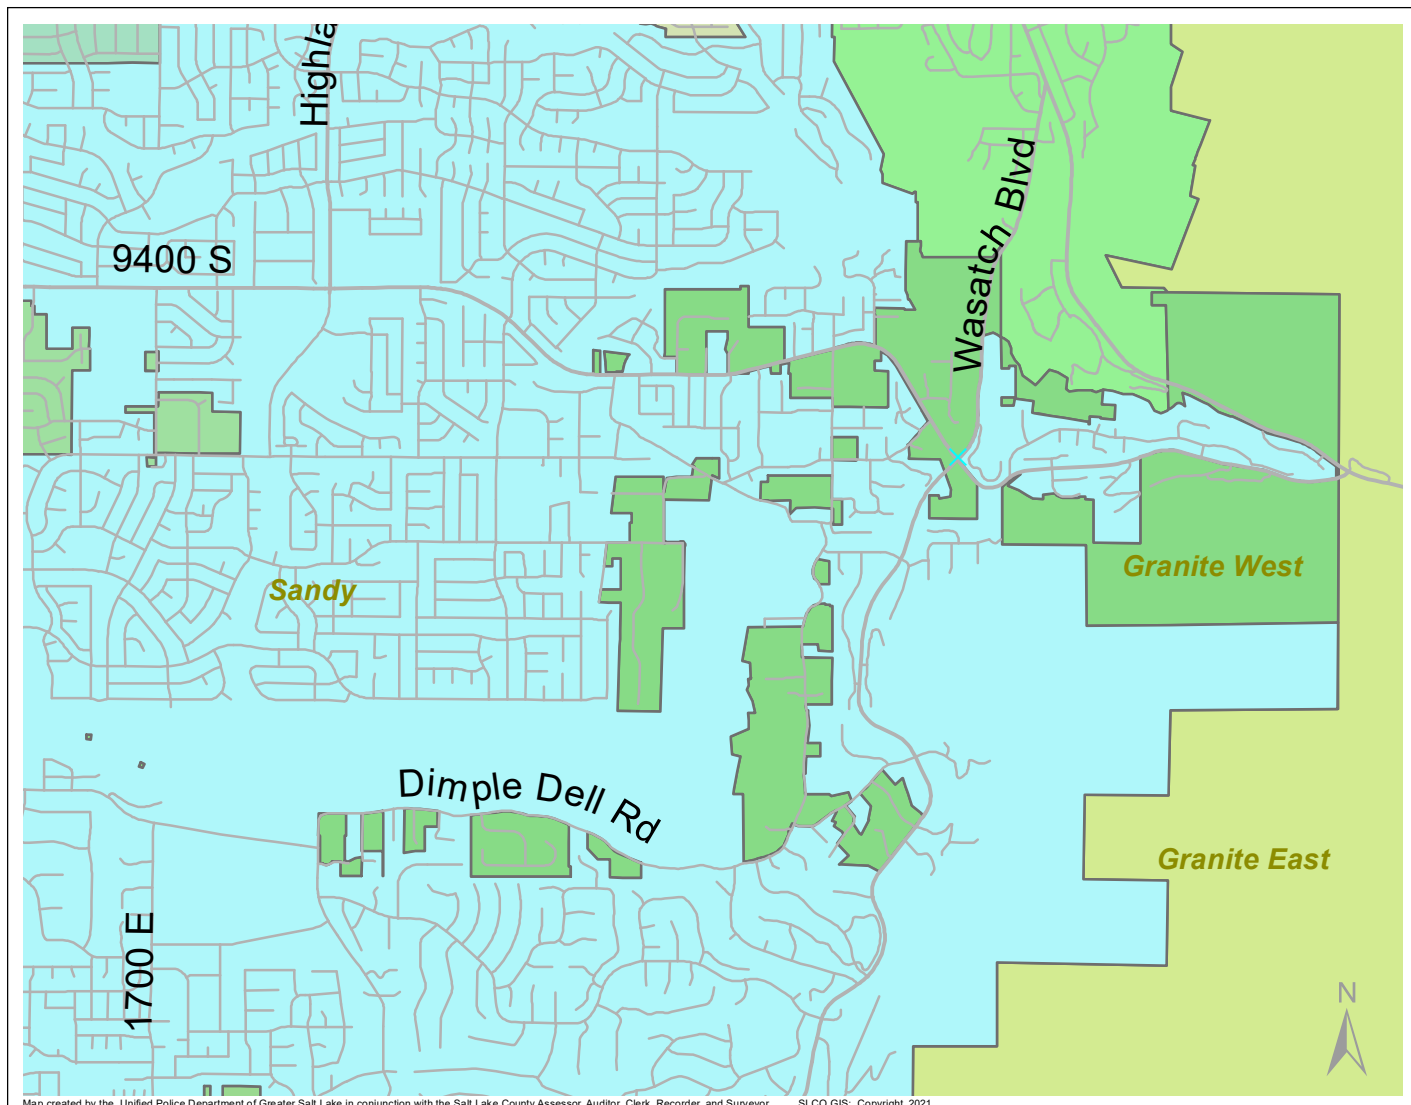 Highla
Wasatch Blvd
9400 S
Granite West
Sandy
Dimple Dell Rd
Granite East
1700 E
N
Map created by the Unified Police Department of Greater Salt Lake in conjunction with the Salt Lake County Assessor, Auditor, Clerk, Recorder, and Surveyor. SLCO GIS: Copyright, 2021